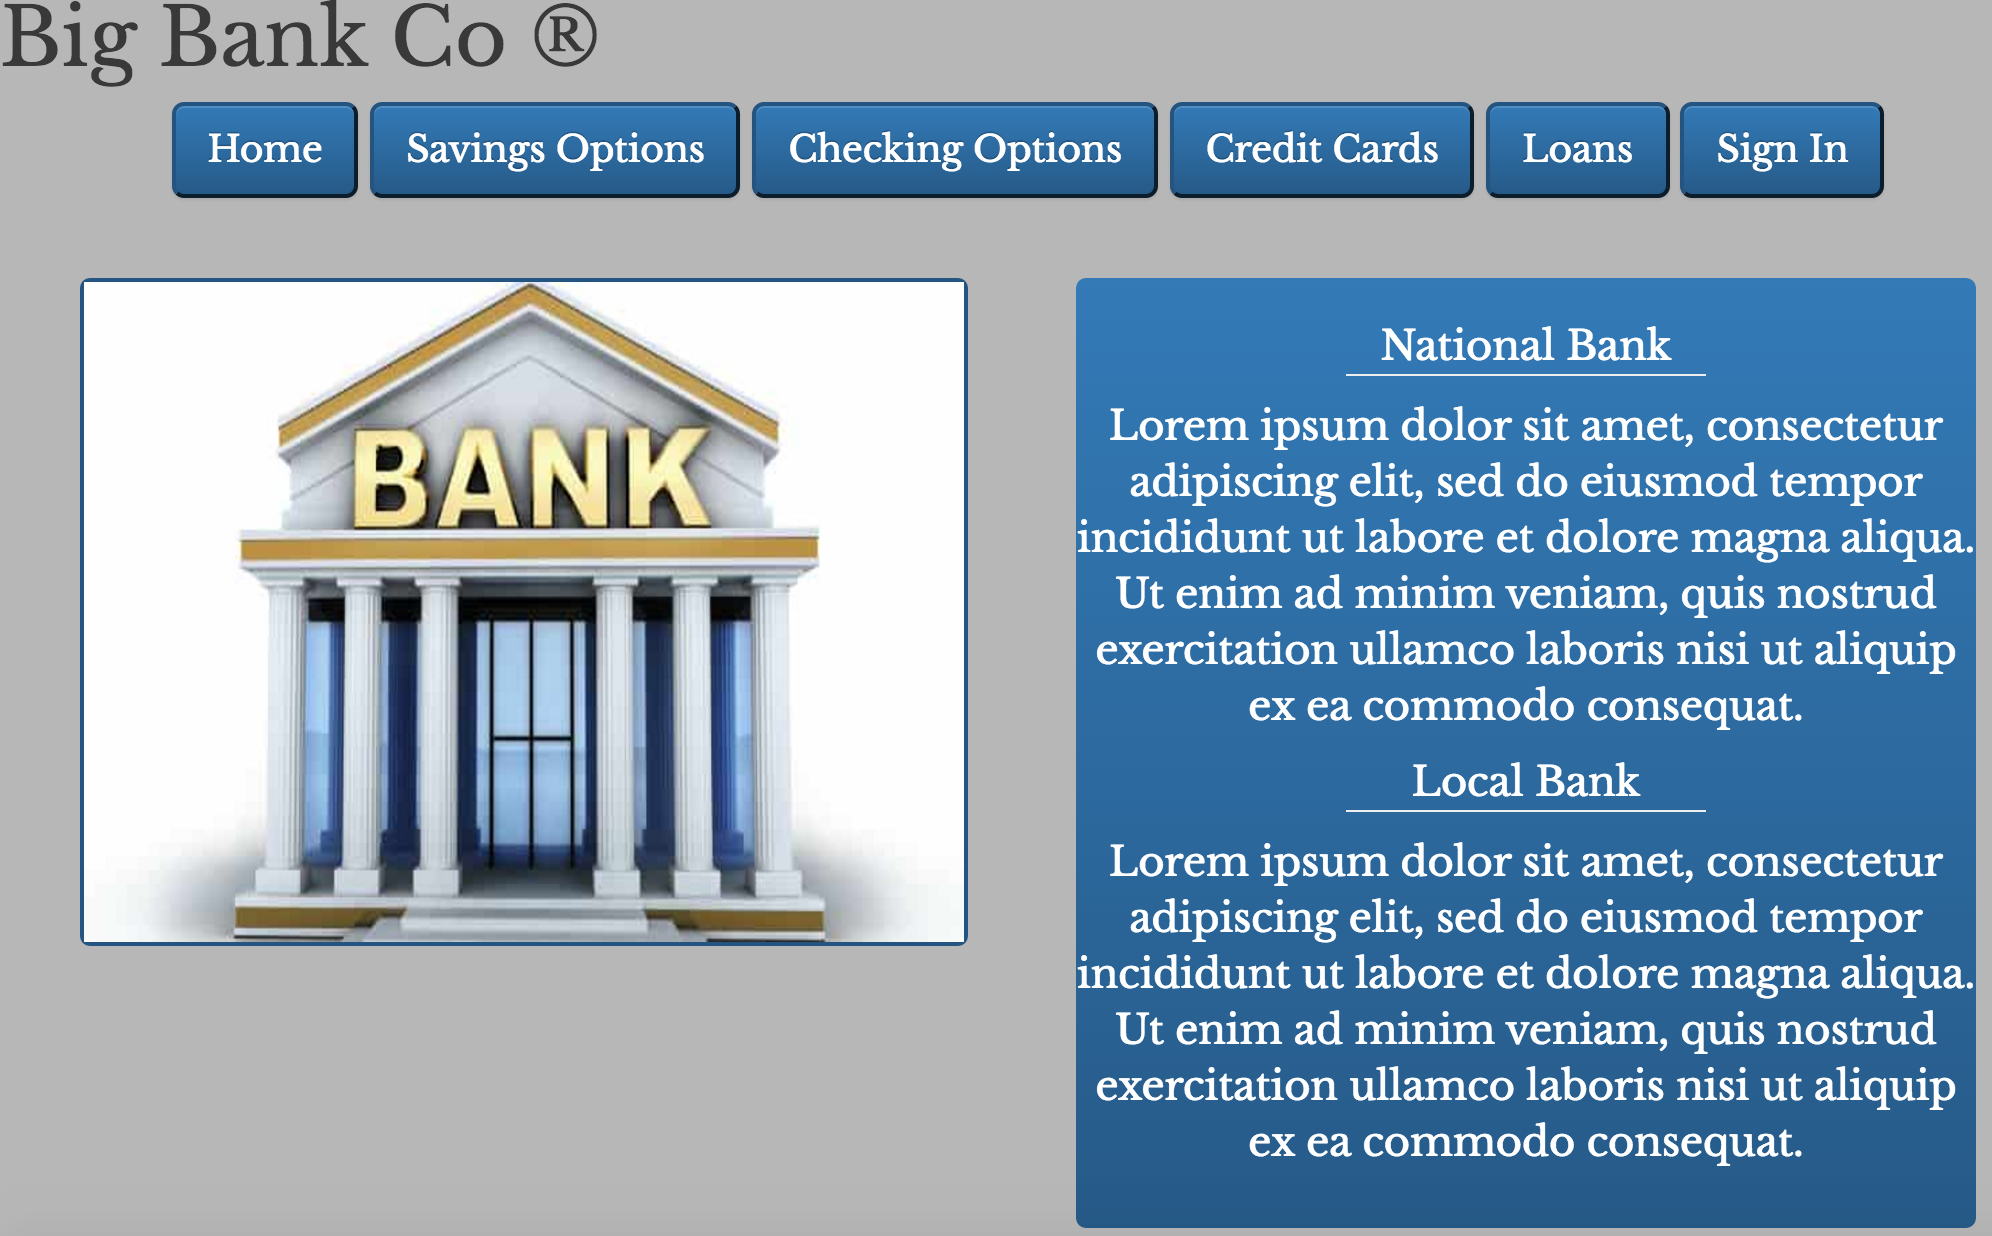 Big Bank Co ®
Home Savings Options Checking Options Credit Cards Loans Sign In
BANK
National Bank
Lorem ipsum dolor sit amet, consectetur
adipiscing elit, sed do eiusmod tempor
incididunt ut labore et dolore magna aliqua.
Ut enim ad minim veniam, quis nostrud
exercitation ullamco laboris nisi ut aliquip
ex ea commodo consequat.
Local Bank
Lorem ipsum dolor sit amet, consectetur
adipiscing elit, sed do eiusmod tempor
incididunt ut labore et dolore magna aliqua.
Ut enim ad minim veniam, quis nostrud
exercitation ullamco laboris nisi ut aliquip
ex ea commodo consequat.